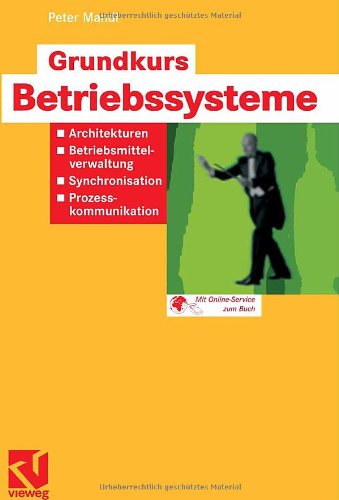 Urheberrechtlich geschütztes Material
Peter Mandl
Grundkurs
Betriebssysteme
Architekturen
Betriebsmittel-
verwaltung
Synchronisation
Prozess-
kommunikation
Mit Online-Service
zum Buch
vieweg
Urheberrechtlich geschütztes Material